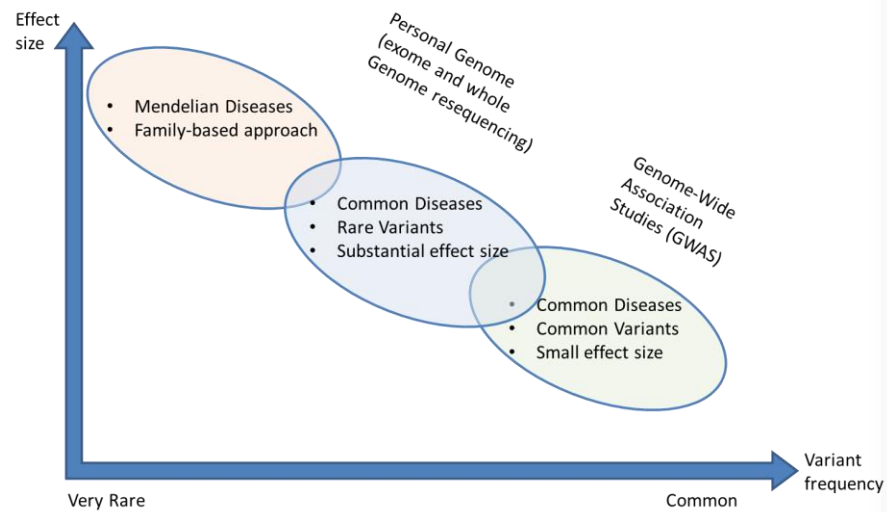 Effect
size
Personal Genome
(exome and whole
Genome resequencing)
• Mendelian Diseases
• Family-based approach
Genome-Wide
Association
Studies (GWAS)
• Common Diseases
• Rare Variants
• Substantial effect size
• Common Diseases
• Common Variants
• Small effect size
Variant
frequency
Very Rare
Common